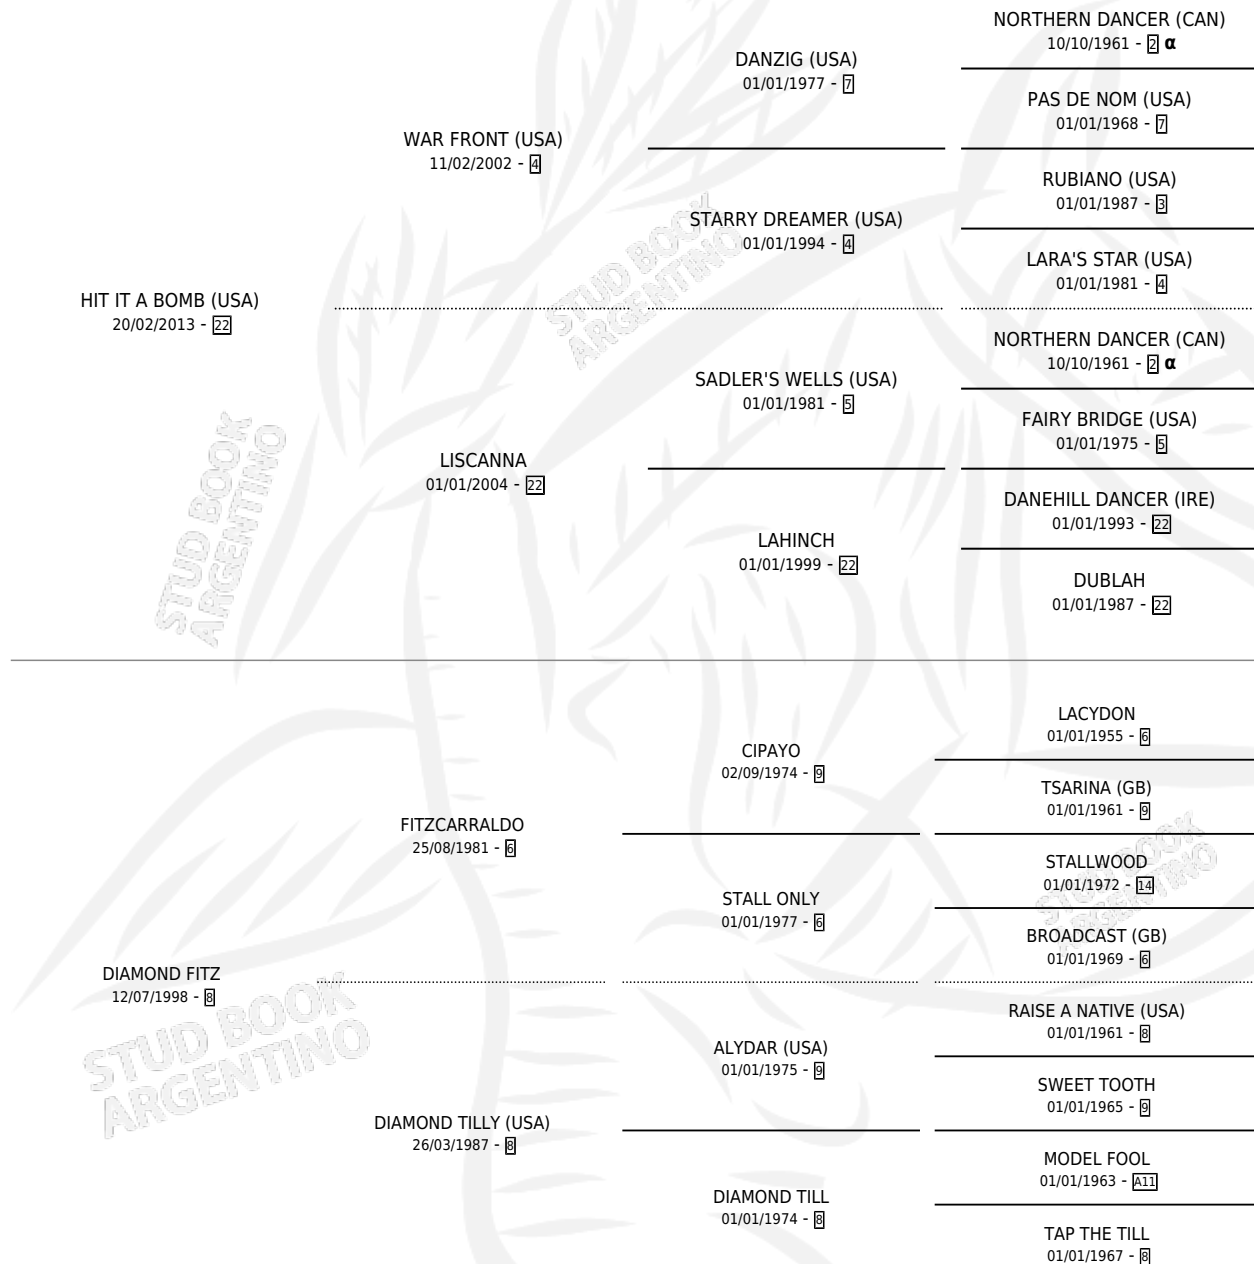 NORTHERN DANCER (CAN)
10/10/1961 - 2 α
DANZIG (USA)
01/01/1977 - 7
PAS DE NOM (USA)
01/01/1968 - 7
WAR FRONT (USA)
11/02/2002 - 4
RUBIANO (USA)
01/01/1987 - 3
STARRY DREAMER (USA)
01/01/1994 - 4
LARA'S STAR (USA)
01/01/1981 - 4
HIT IT A BOMB (USA)
20/02/2013 - 22
NORTHERN DANCER (CAN)
10/10/1961 - 2 α
SADLER'S WELLS (USA)
01/01/1981 - 5
FAIRY BRIDGE (USA)
01/01/1975 - 5
LISCANNA
01/01/2004 - 22
DANEHILL DANCER (IRE)
01/01/1993 - 22
LAHINCH
01/01/1999 - 22
DUBLAH
01/01/1987 - 22
LACYDON
01/01/1955 - 6
CIPAYO
02/09/1974 - 9
TSARINA (GB)
01/01/1961 - 9
FITZCARRALDO
25/08/1981 - 6
STALLWOOD
01/01/1972 - 14
STALL ONLY
01/01/1977 - 6
BROADCAST (GB)
01/01/1969 - 6
DIAMOND FITZ
12/07/1998 - 8
RAISE A NATIVE (USA)
01/01/1961 - 8
ALYDAR (USA)
01/01/1975 - 9
SWEET TOOTH
01/01/1965 - 9
DIAMOND TILLY (USA)
26/03/1987 - 8
MODEL FOOL
01/01/1963 - A11
DIAMOND TILL
01/01/1974 - 8
TAP THE TILL
01/01/1967 - 8
STUD BOOK
ARGENTINO
STUD BOOK
ARGENTINO
STUD BOOK
ARGENTINO
STUD BOOK
ARGENTINO